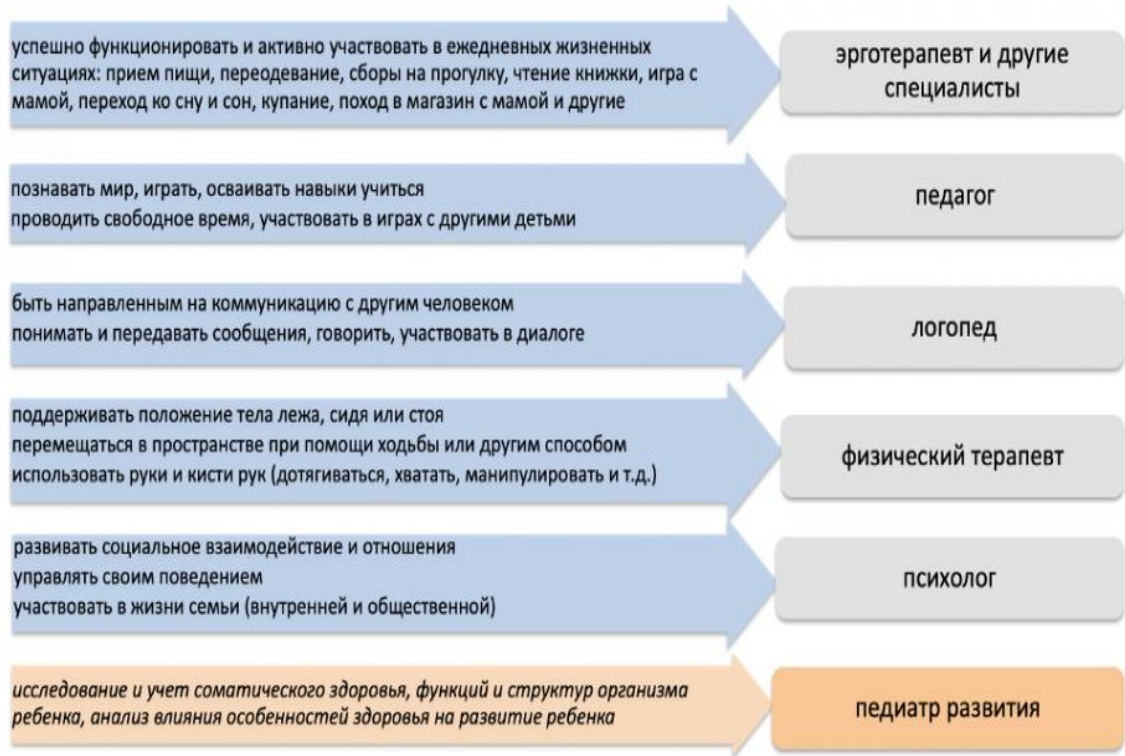 успешно функционировать и активно участвовать в ежедневных жизненных
ситуациях: прием пищи, переодевание, сборы на прогулку, чтение книжки, игра с
мамой, переход ко сну и сон, купание, поход в магазин с мамой и другие
эрготерапевт и другие
специалисты
познавать мир, играть, осваивать навыки учиться
проводить свободное время, участвовать в играх с другими детьми
педагог
быть направленным на коммуникацию с другим человеком
понимать и передавать сообщения, говорить, участвовать в диалоге
логопед
поддерживать положение тела лежа, сидя или стоя
перемещаться в пространстве при помощи ходьбы или другим способом
использовать руки и кисти рук (дотягиваться, хватать, манипулировать и т.д.)
физический терапевт
развивать социальное взаимодействие и отношения
управлять своим поведением
участвовать в жизни семьи (внутренней и общественной)
психолог
исследование и учет соматического здоровья, функций и структур организма
ребенка, анализ влияния особенностей здоровья на развитие ребенка
педиатр развития